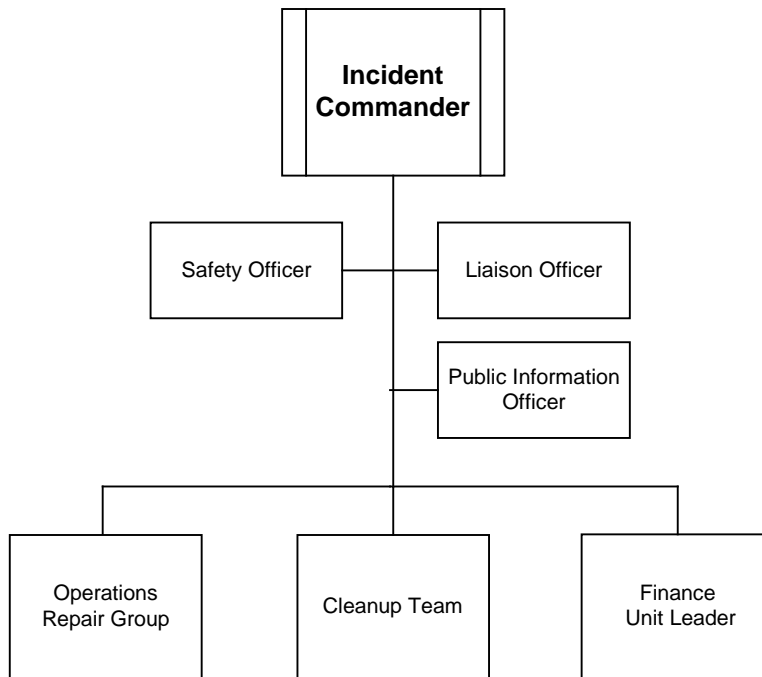 Incident
Commander
Safety Officer
Liaison Officer
Public Information
Officer
Operations
Repair Group
Cleanup Team
Finance
Unit Leader